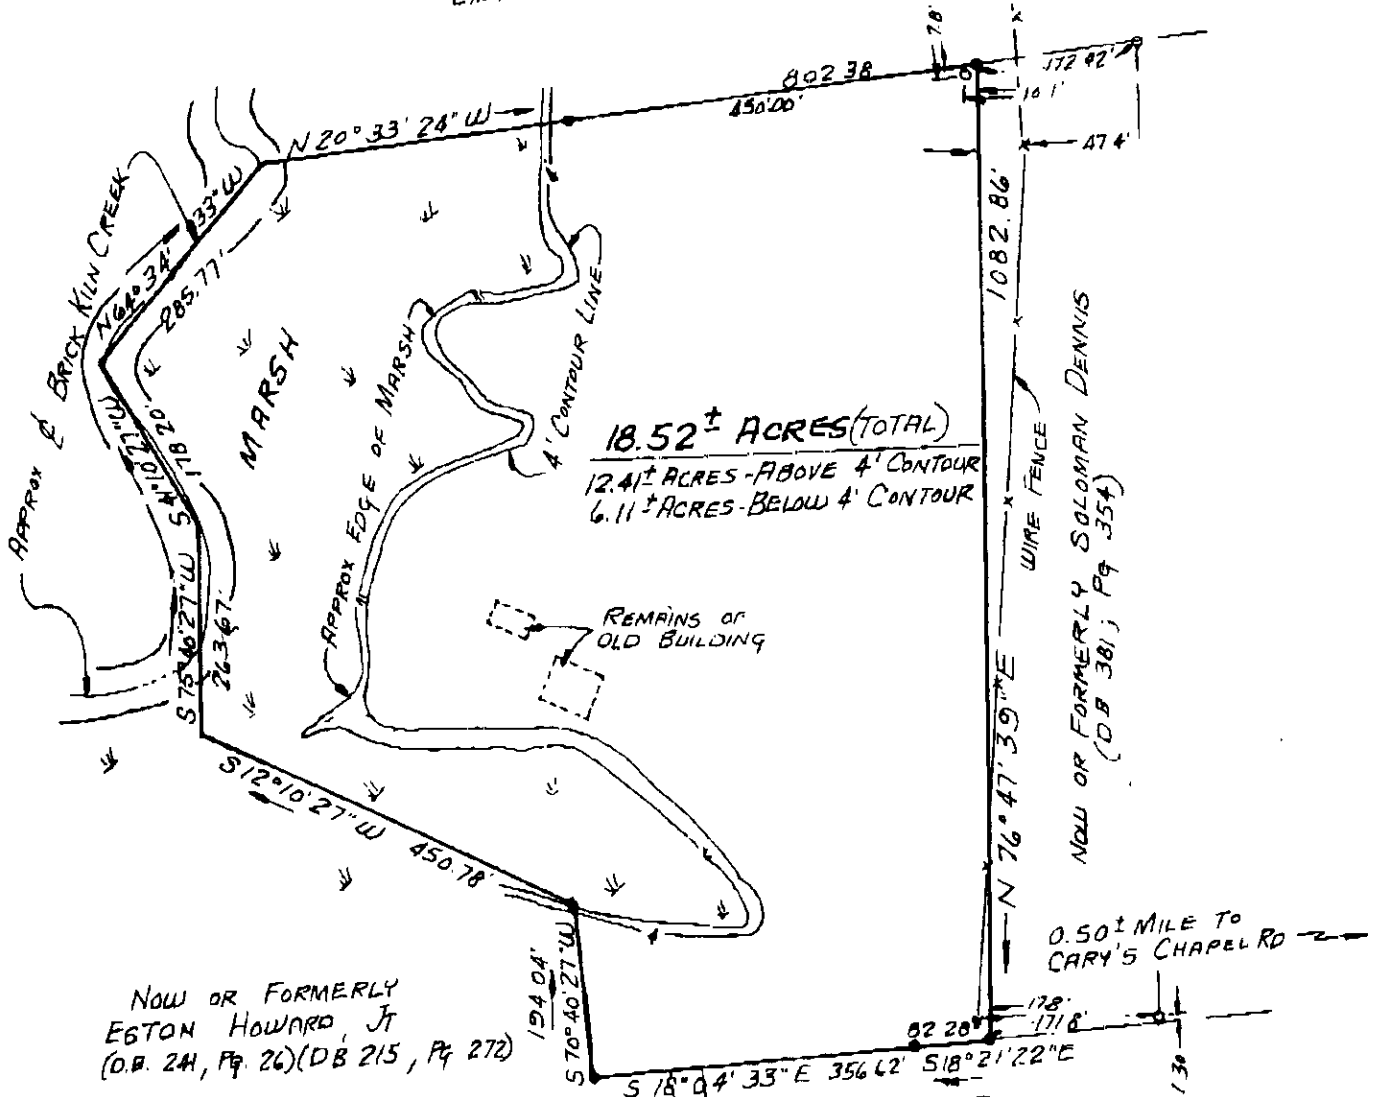 7.8'
802.38
450.00'
172.92'
10.1'
47.4'
N 20° 33' 24" W
N 64° 34' 33" W
285.77'
APPROX ₵ BRICK KILN CREEK
MARSH
178.20'
S 41° 10' 27" W
S 75° 40' 27" W
263.67'
APPROX EDGE OF MARSH
4' CONTOUR LINE
18.52± ACRES (TOTAL)
12.41± ACRES - ABOVE 4' CONTOUR
6.11± ACRES - BELOW 4' CONTOUR
REMAINS OF
OLD BUILDING
1082.86'
N 76° 47' 39" E
WIRE FENCE
NOW OR FORMERLY SOLOMAN DENNIS
(DB 381; Pg 354)
S 12° 10' 27" W
450.78'
0.50± MILE TO
CARY'S CHAPEL RD
NOW OR FORMERLY
ESTON HOWARD, JT
(D.B. 241, Pg. 26) (DB 215, Pg 272)
194.04'
S 70° 40' 27" W
S 18° 04' 33" E 356.62'
82.28'
S 18° 21' 22" E
17.8'
171.8'
1.30